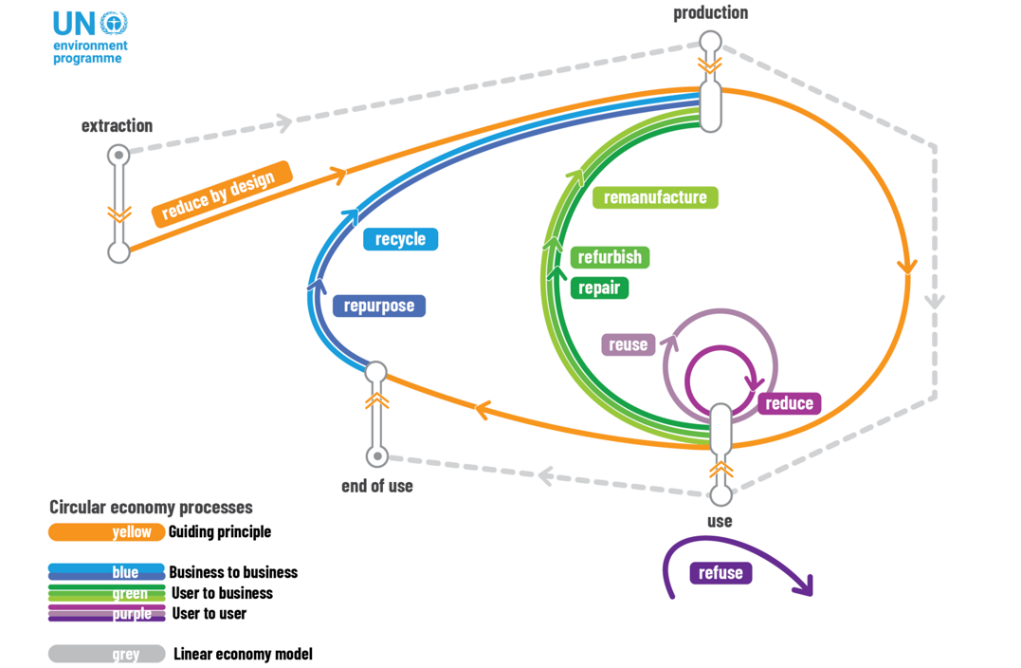 UN
environment
programme
production
extraction
reduce by design
remanufacture
recycle
refurbish
repair
repurpose
reuse
reduce
end of use
use
refuse
Circular economy processes
yellow Guiding principle
blue Business to business
green User to business
purple User to user
grey Linear economy model